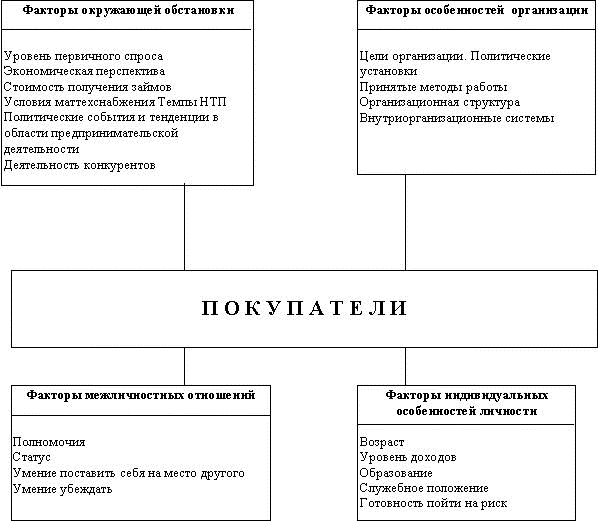 Факторы окружающей обстановки
Уровень первичного спроса
Экономическая перспектива
Стоимость получения займов
Условия маттехснабжения Темпы НТП
Политические события и тенденции в
области предпринимательской
деятельности
Деятельность конкурентов
Факторы особенностей организации
Цели организации. Политические
установки
Принятые методы работы
Организационная структура
Внутриорганизационные системы
П О К У П А Т Е Л И
Факторы межличностных отношений
Полномочия
Статус
Умение поставить себя на место другого
Умение убеждать
Факторы индивидуальных
особенностей личности
Возраст
Уровень доходов
Образование
Служебное положение
Готовность пойти на риск